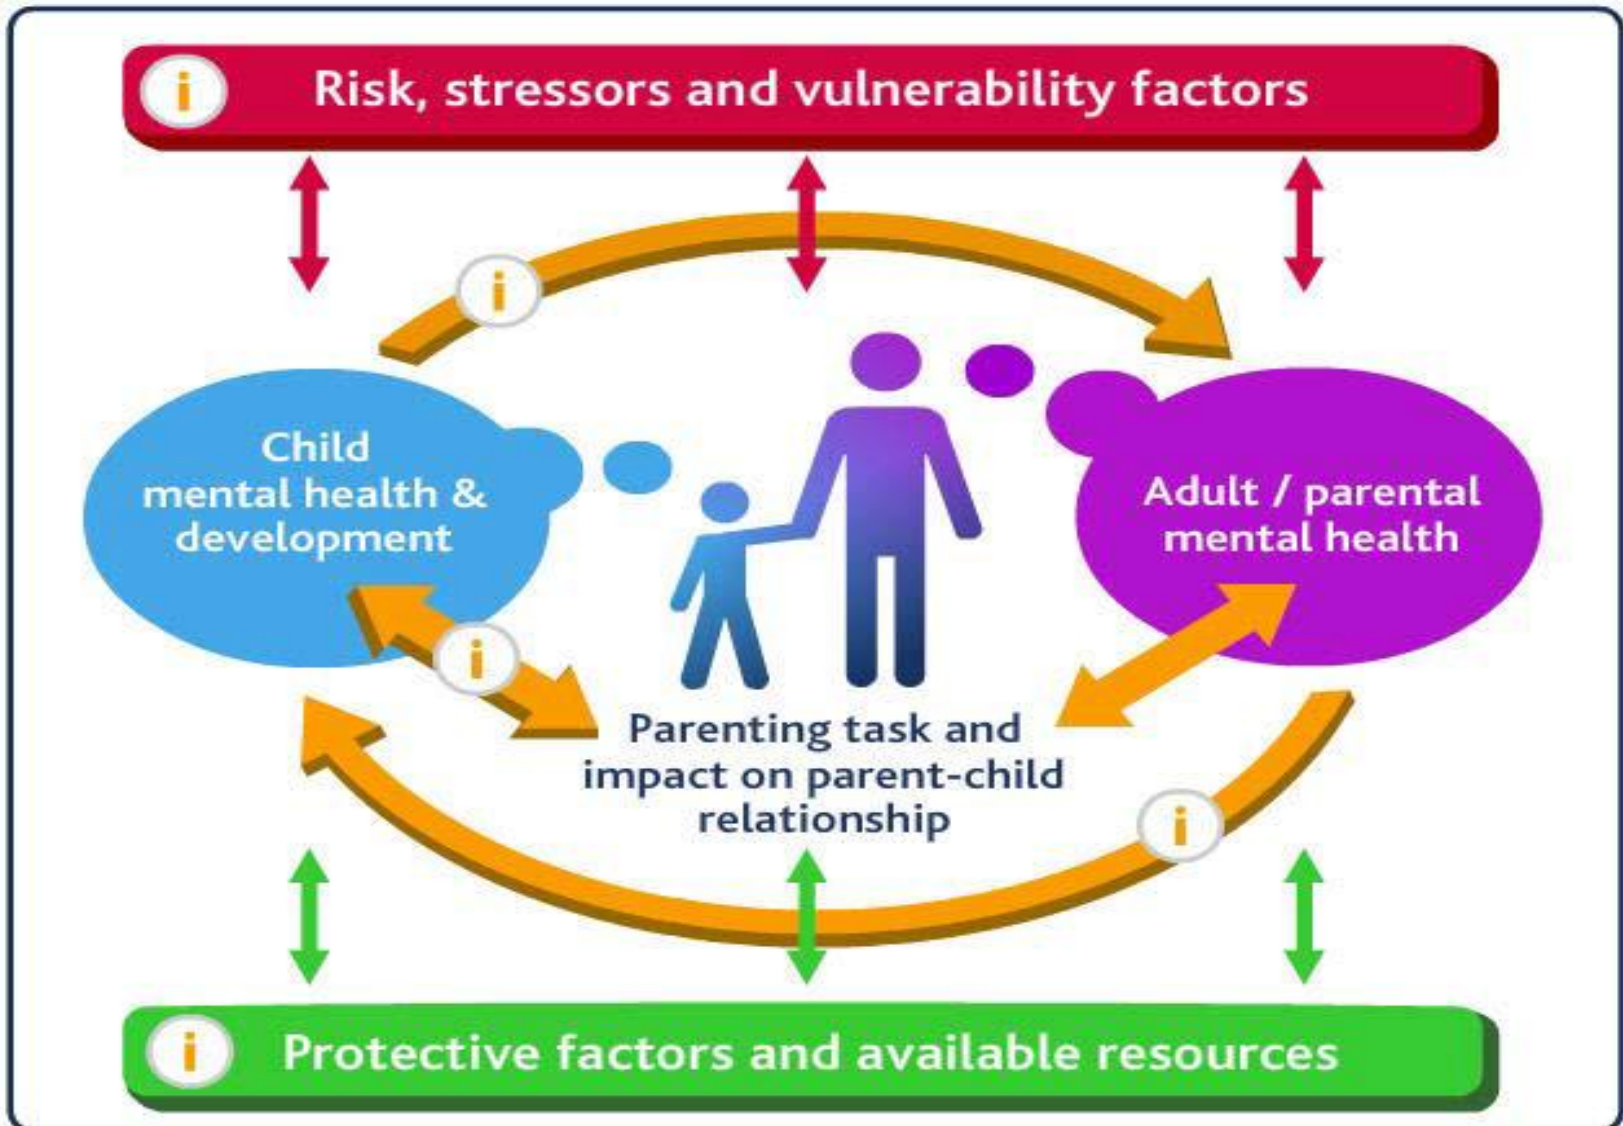 i Risk, stressors and vulnerability factors
i
Child
mental health &
development
Adult / parental
mental health
i
Parenting task and
impact on parent-child
relationship
i
i Protective factors and available resources